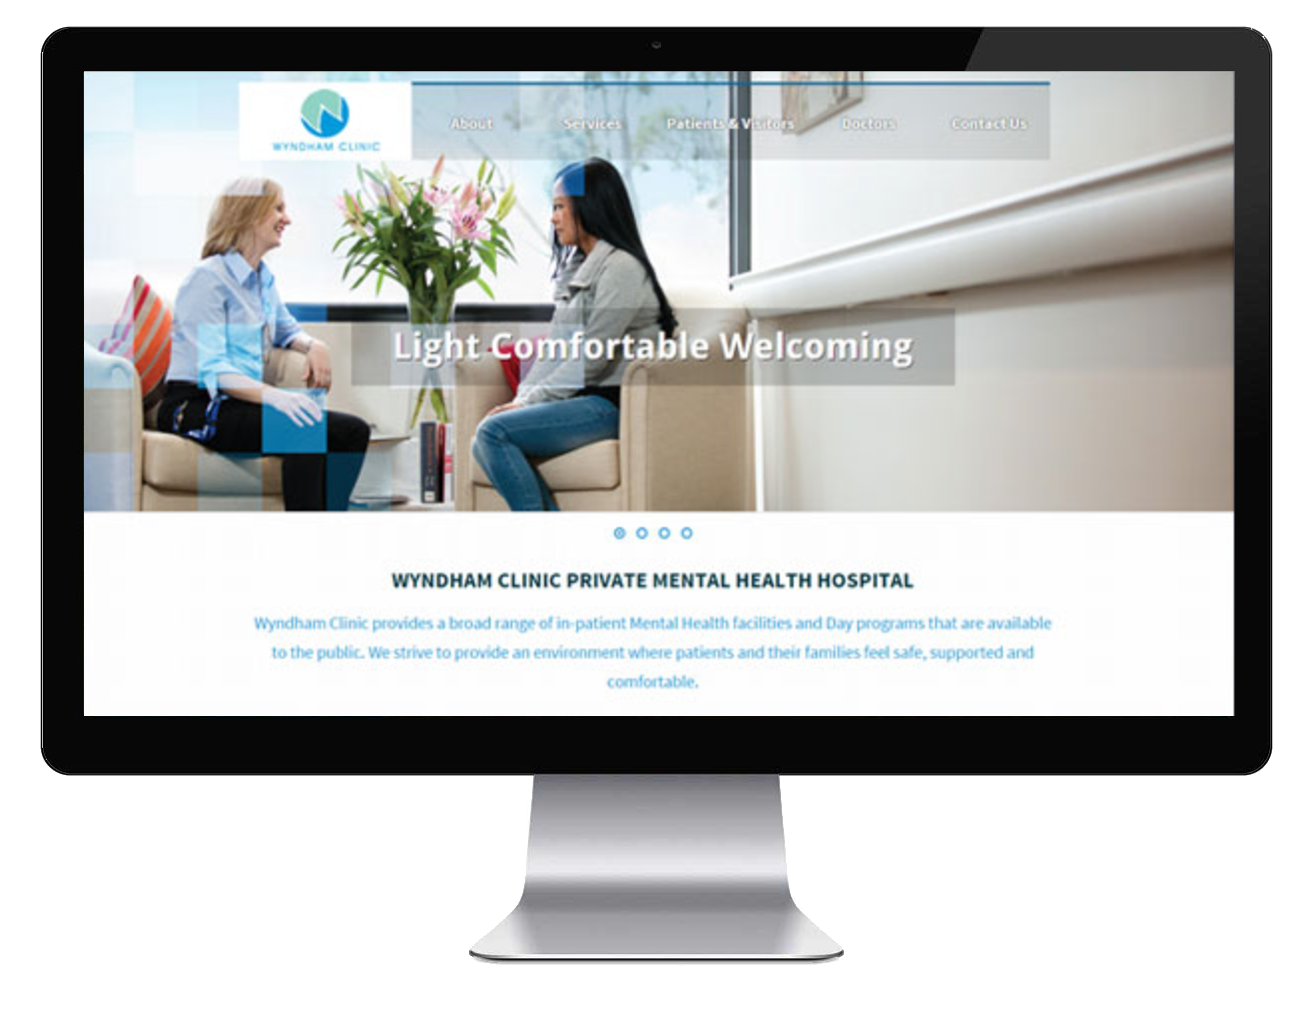 WYNDHAM CLINIC
About Services Patients & Visitors Doctors Contact Us
Light Comfortable Welcoming
WYNDHAM CLINIC PRIVATE MENTAL HEALTH HOSPITAL
Wyndham Clinic provides a broad range of in-patient Mental Health facilities and Day programs that are available
to the public. We strive to provide an environment where patients and their families feel safe, supported and
comfortable.